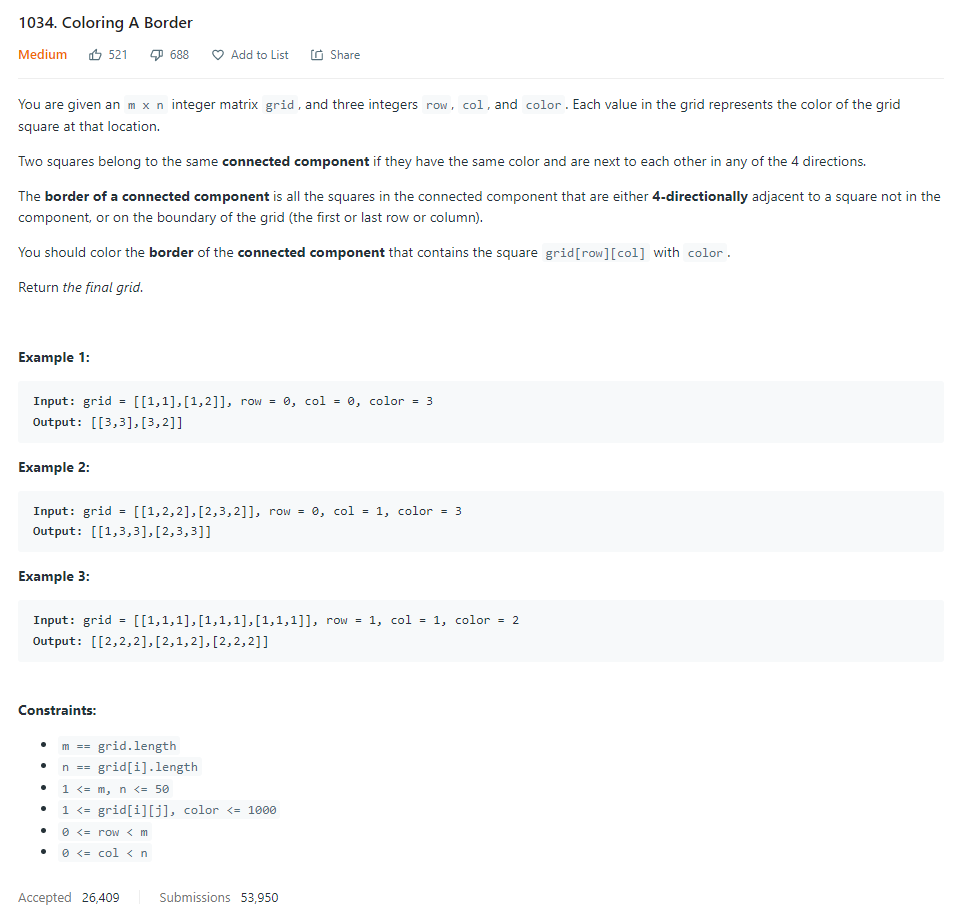 1034. Coloring A Border
Medium 521 688 Add to List Share
You are given an m x n integer matrix grid, and three integers row, col, and color. Each value in the grid represents the color of the grid
square at that location.
Two squares belong to the same connected component if they have the same color and are next to each other in any of the 4 directions.
The border of a connected component is all the squares in the connected component that are either 4-directionally adjacent to a square not in the
component, or on the boundary of the grid (the first or last row or column).
You should color the border of the connected component that contains the square grid[row][col] with color.
Return the final grid.
Example 1:
Input: grid = [[1,1],[1,2]], row = 0, col = 0, color = 3
Output: [[3,3],[3,2]]
Example 2:
Input: grid = [[1,2,2],[2,3,2]], row = 0, col = 1, color = 3
Output: [[1,3,3],[2,3,3]]
Example 3:
Input: grid = [[1,1,1],[1,1,1],[1,1,1]], row = 1, col = 1, color = 2
Output: [[2,2,2],[2,1,2],[2,2,2]]
Constraints:
• m == grid.length
• n == grid[i].length
• 1 <= m, n <= 50
• 1 <= grid[i][j], color <= 1000
• 0 <= row < m
• 0 <= col < n
Accepted 26,409 Submissions 53,950